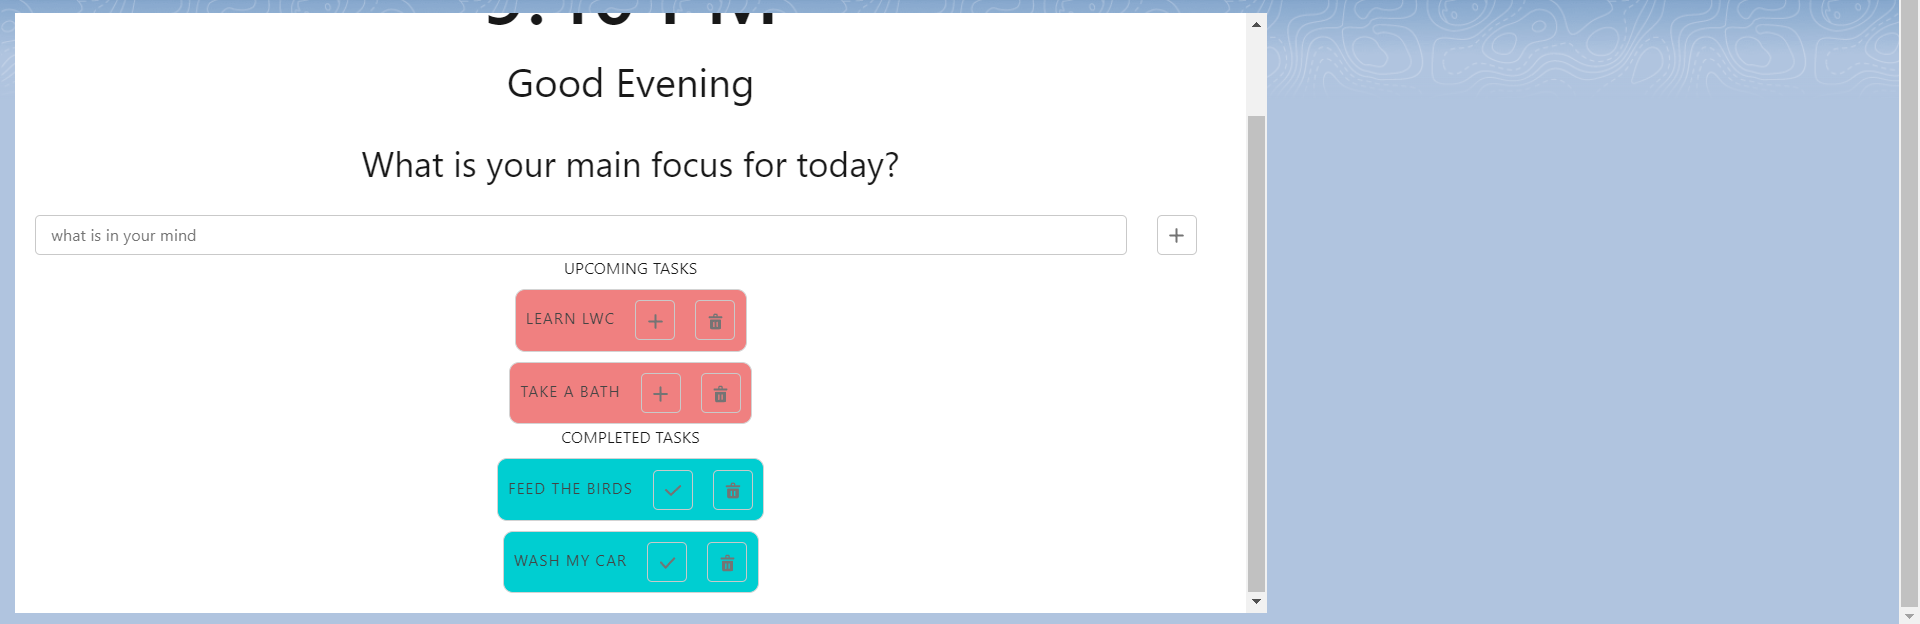 PM
Good Evening
What is your main focus for today?
what is in your mind
UPCOMING TASKS
LEARN LWC
TAKE A BATH
COMPLETED TASKS
FEED THE BIRDS
WASH MY CAR